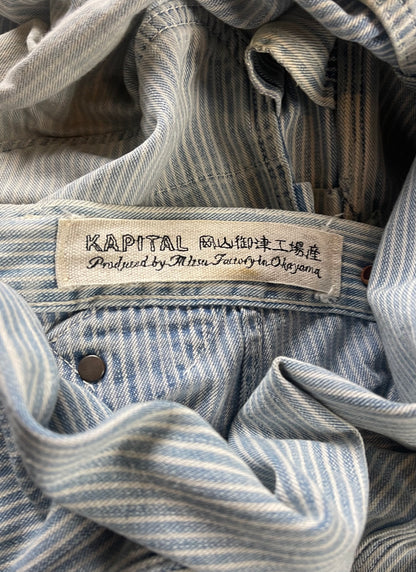 KAPITAL 岡山御津工場産
Produced by Mitsu Factory in Okayama